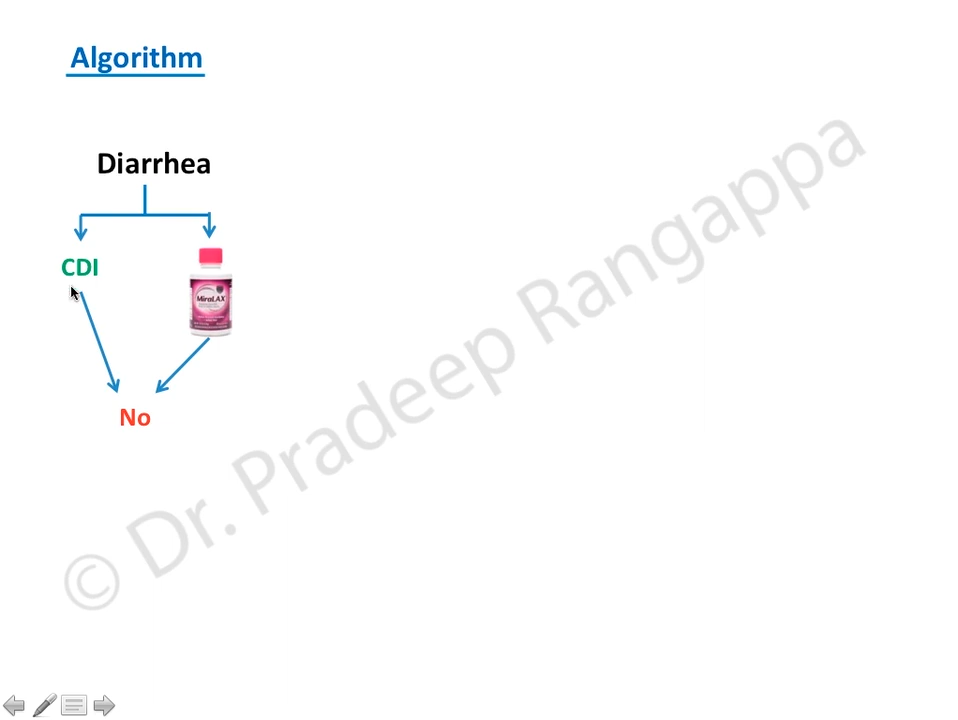 Algorithm
Diarrhea
CDI
MiraLAX
No
© Dr. Pradeep Rangappa